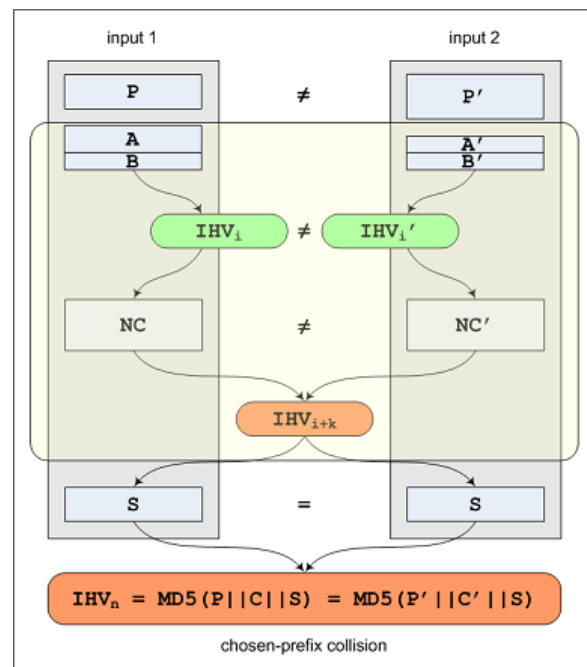 input 1 input 2
P ≠ P′
A
A′
B B′
IHVᵢ ≠ IHVᵢ′
NC ≠ NC′
IHVᵢ₊ₖ
S = S
IHVₙ = MD5(P||C||S) = MD5(P′||C′||S)
chosen-prefix collision